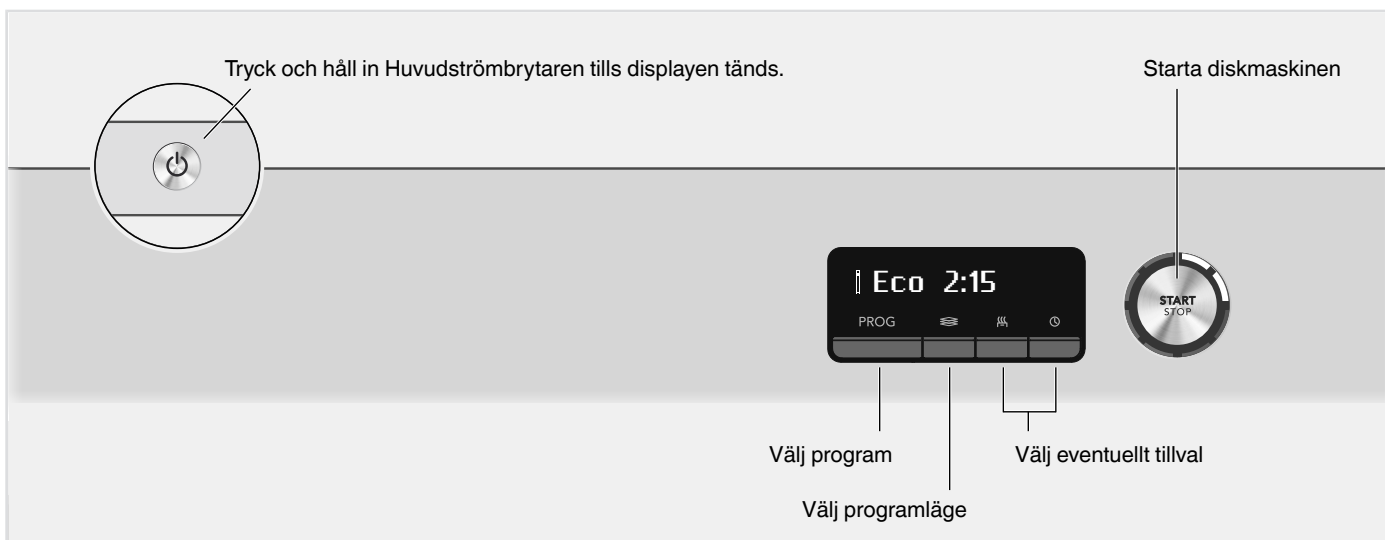 Tryck och håll in Huvudströmbrytaren tills displayen tänds.
Starta diskmaskinen
Eco 2:15
PROG
START
STOP
Välj program
Välj eventuellt tillval
Välj programläge